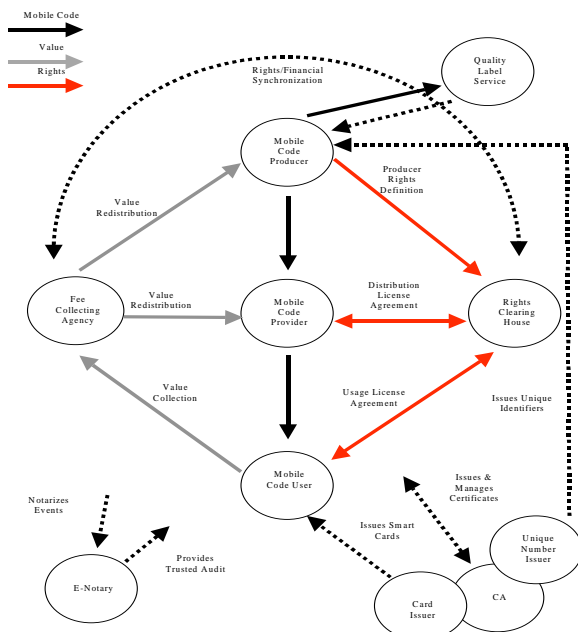 Mobile Code
Value
Rights
Rights/Financial
Synchronization
Quality
Label
Service
Mobile
Code
Producer
Producer
Rights
Definition
Value
Redistribution
Fee
Collecting
Agency
Value
Redistribution
Mobile
Code
Provider
Distribution
License
Agreement
Rights
Clearing
House
Value
Collection
Usage License
Agreement
Issues Unique
Identifiers
Mobile
Code User
Notarizes
Events
Issues &
Manages
Certificates
Issues Smart
Cards
Unique
Number
Issuer
Provides
Trusted Audit
E-Notary
Card
Issuer
CA